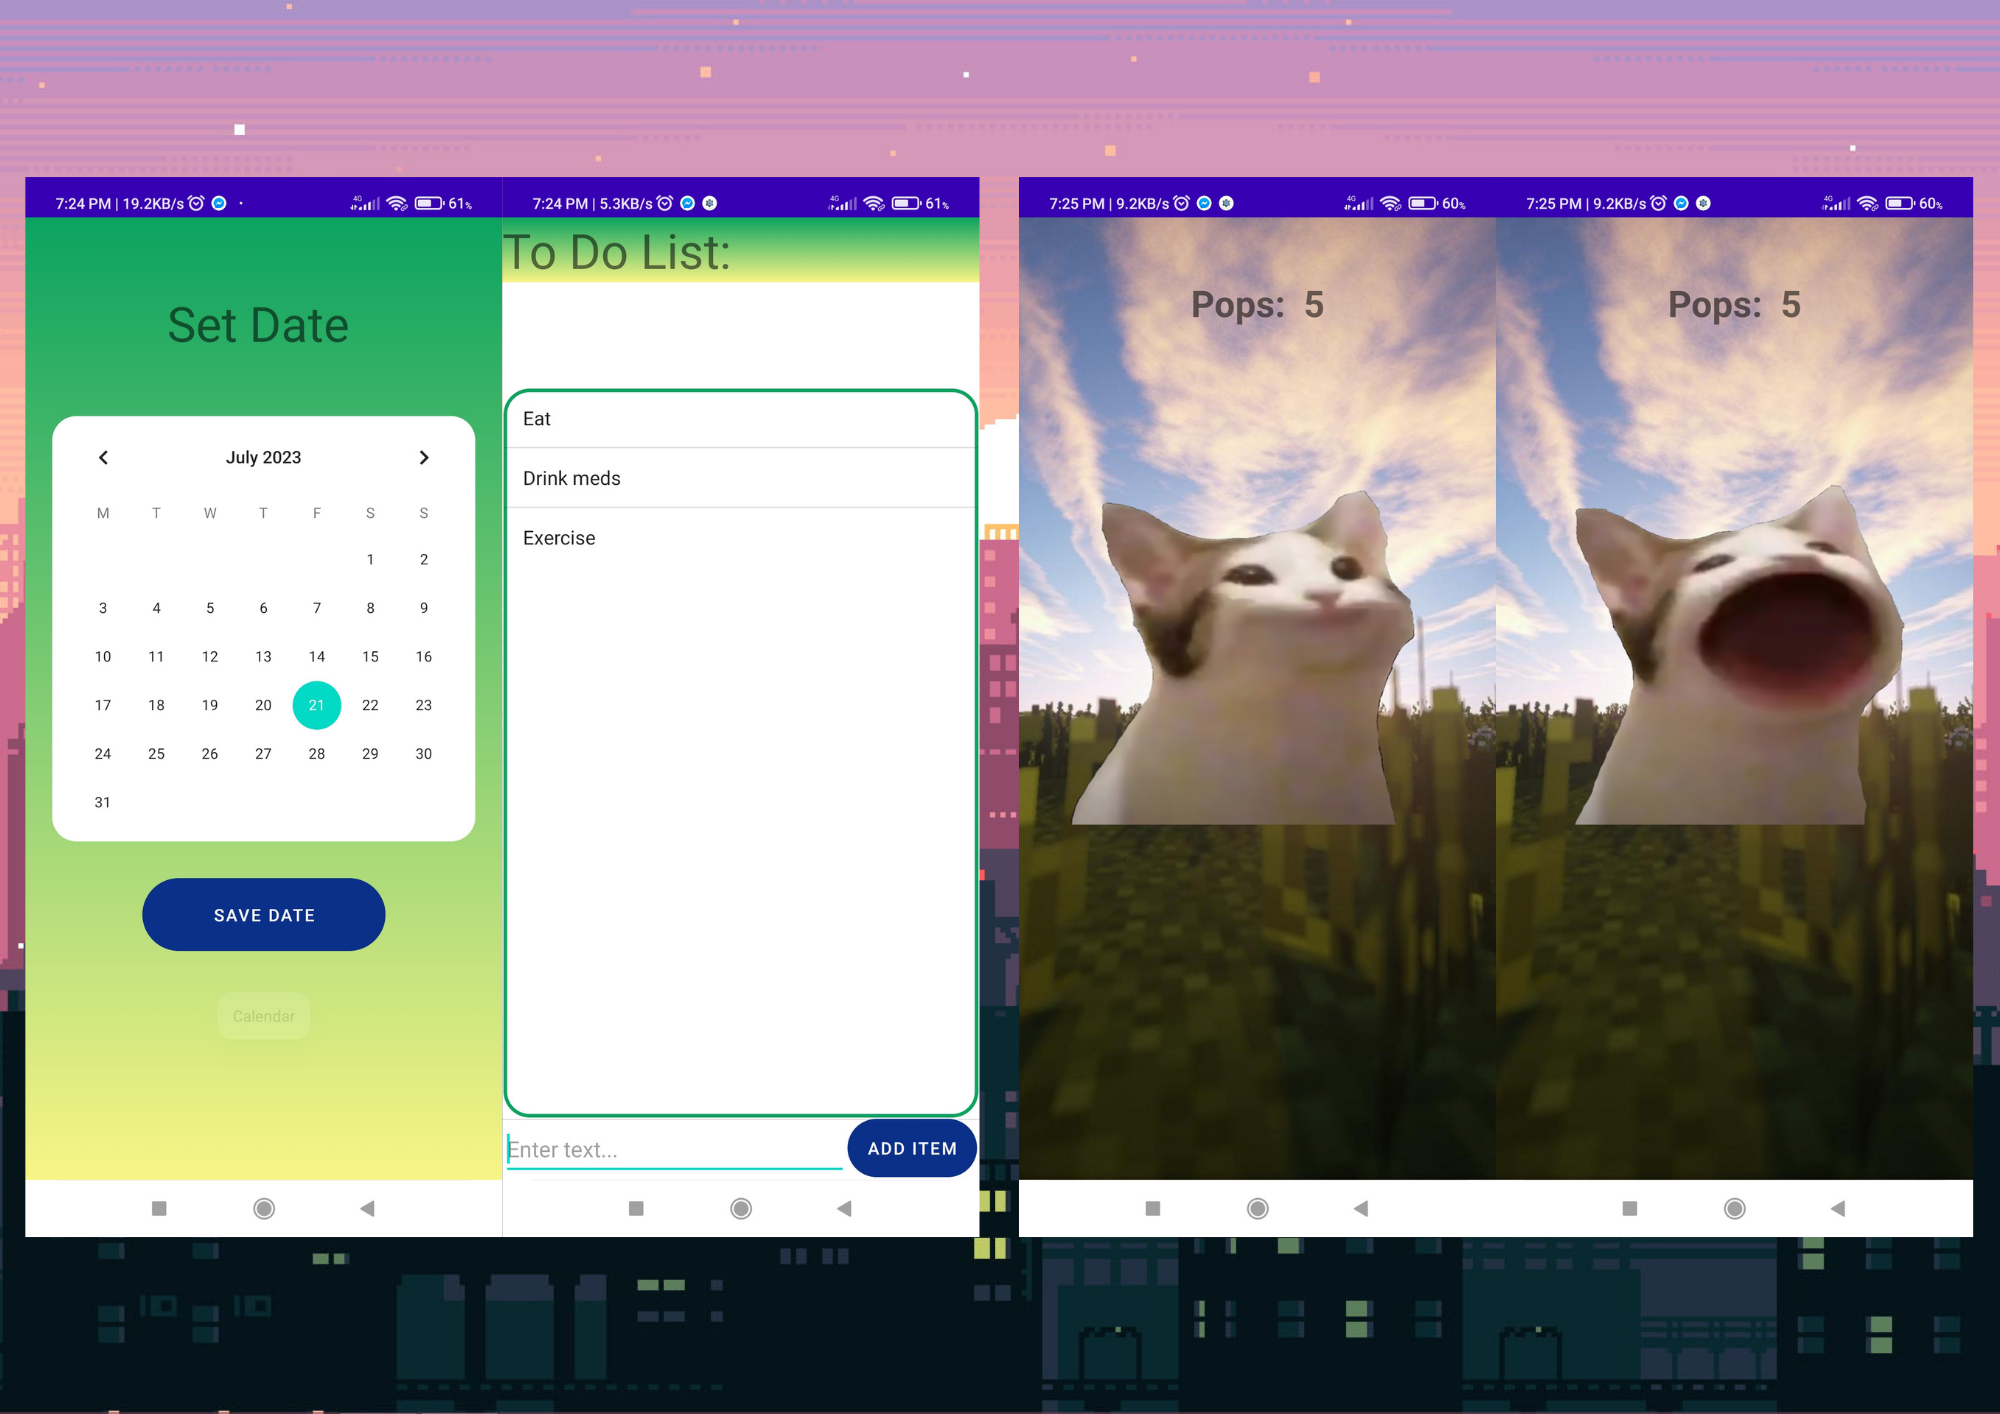 7:24 PM | 19.2KB/s
4G
61%
Set Date
July 2023
M T W T F S S
1 2
3 4 5 6 7 8 9
10 11 12 13 14 15 16
17 18 19 20 21 22 23
24 25 26 27 28 29 30
31
SAVE DATE
Calendar
7:24 PM | 5.3KB/s
4G
61%
To Do List:
Eat
Drink meds
Exercise
Enter text...
ADD ITEM
7:25 PM | 9.2KB/s
4G
60%
Pops: 5
7:25 PM | 9.2KB/s
4G
60%
Pops: 5